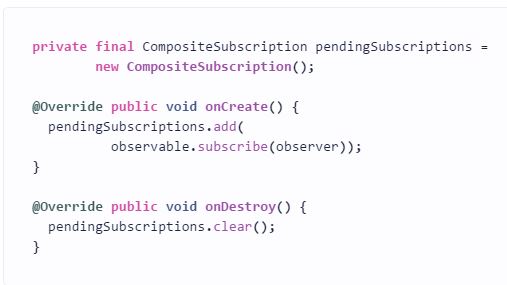 private final CompositeSubscription pendingSubscriptions =
        new CompositeSubscription();

@Override public void onCreate() {
  pendingSubscriptions.add(
          observable.subscribe(observer));
}

@Override public void onDestroy() {
  pendingSubscriptions.clear();
}